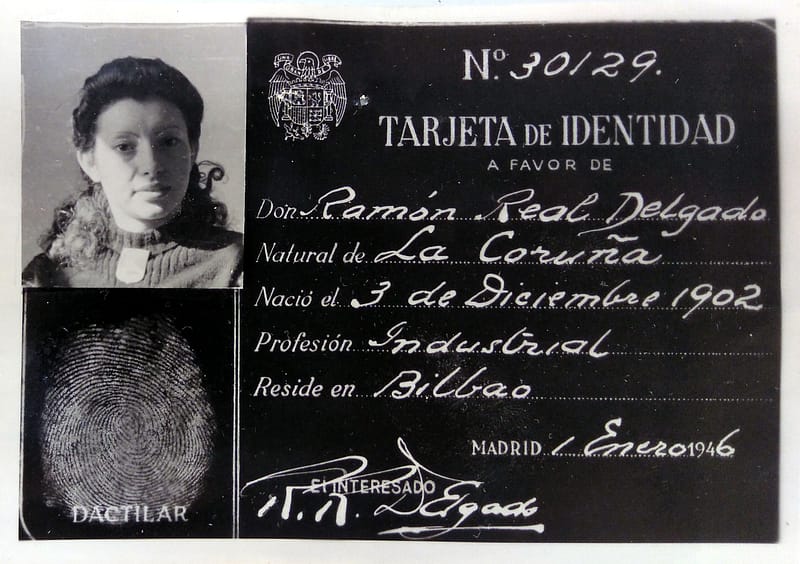 Nº 30129.
TARJETA DE IDENTIDAD
A FAVOR DE
Don Ramón Real Delgado
Natural de La Coruña
Nació el 3 de Diciembre 1902
Profesión Industrial
Reside en Bilbao
MADRID 1 Enero 1946
El INTERESADO
R. R. Delgado
DACTILAR